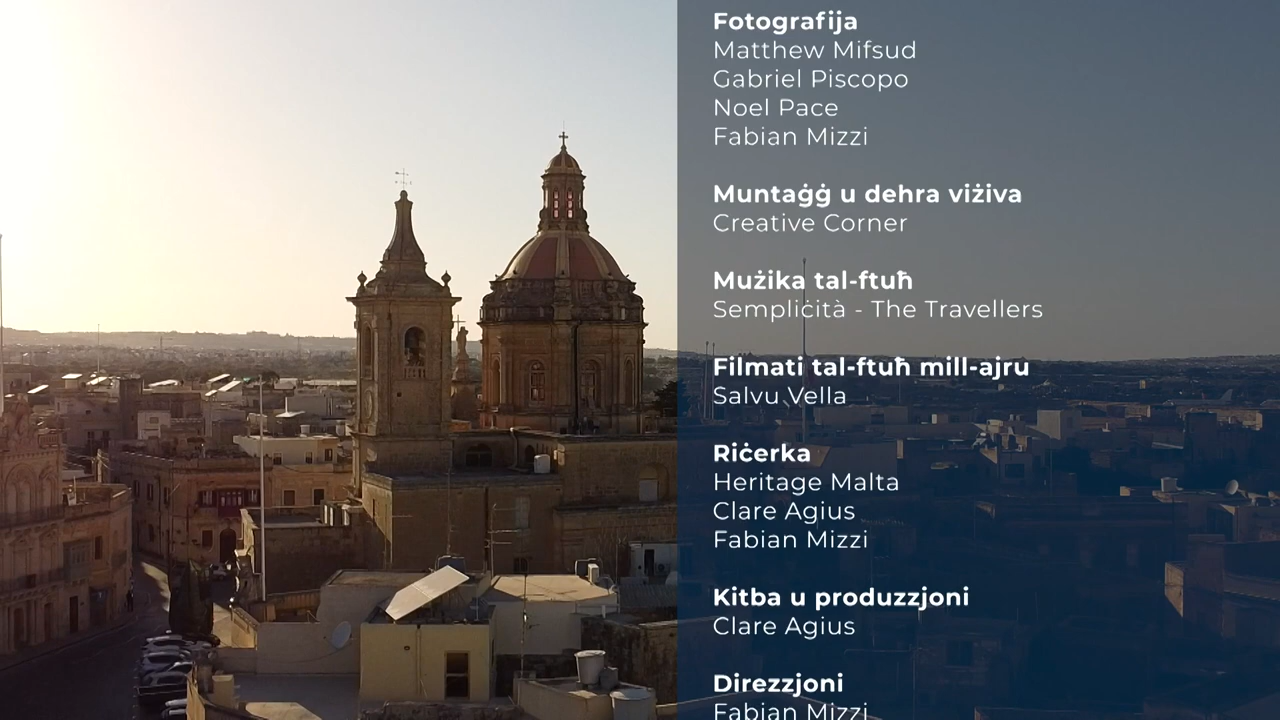 Fotografija
Matthew Mifsud
Gabriel Piscopo
Noel Pace
Fabian Mizzi
Muntaġġ u dehra viżiva
Creative Corner
Mużika tal-ftuħ
Semplicità - The Travellers
Filmati tal-ftuħ mill-ajru
Salvu Vella
Riċerka
Heritage Malta
Clare Agius
Fabian Mizzi
Kitba u produzzjoni
Clare Agius
Direzzjoni
Fabian Mizzi